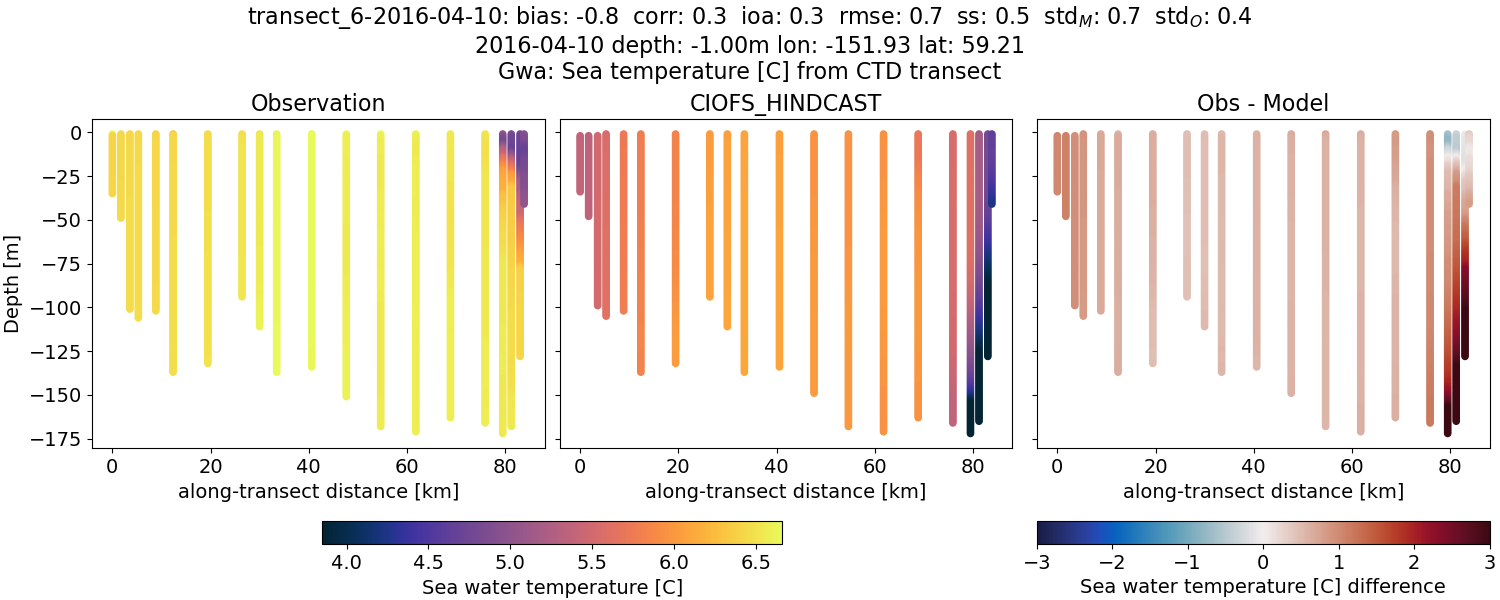 transect_6-2016-04-10: bias: -0.8  corr: 0.3  ioa: 0.3  rmse: 0.7  ss: 0.5  std_M: 0.7  std_O: 0.4
2016-04-10 depth: -1.00m lon: -151.93 lat: 59.21
Gwa: Sea temperature [C] from CTD transect
Observation
CIOFS_HINDCAST
Obs - Model
Depth [m]
0
−25
−50
−75
−100
−125
−150
−175
0 20 40 60 80
0 20 40 60 80
0 20 40 60 80
along-transect distance [km]
along-transect distance [km]
along-transect distance [km]
4.0 4.5 5.0 5.5 6.0 6.5
Sea water temperature [C]
−3 −2 −1 0 1 2 3
Sea water temperature [C] difference